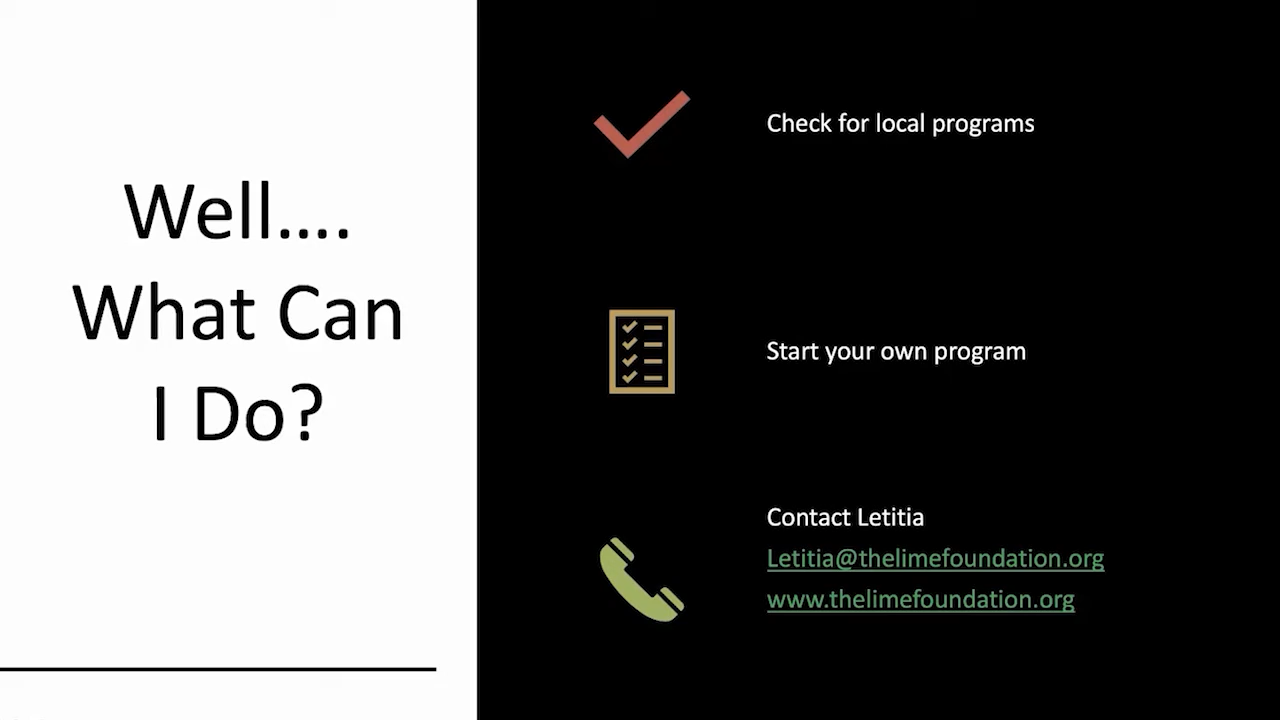 Well....
What Can
I Do?
Check for local programs
Start your own program
Contact Letitia
Letitia@thelimefoundation.org
www.thelimefoundation.org